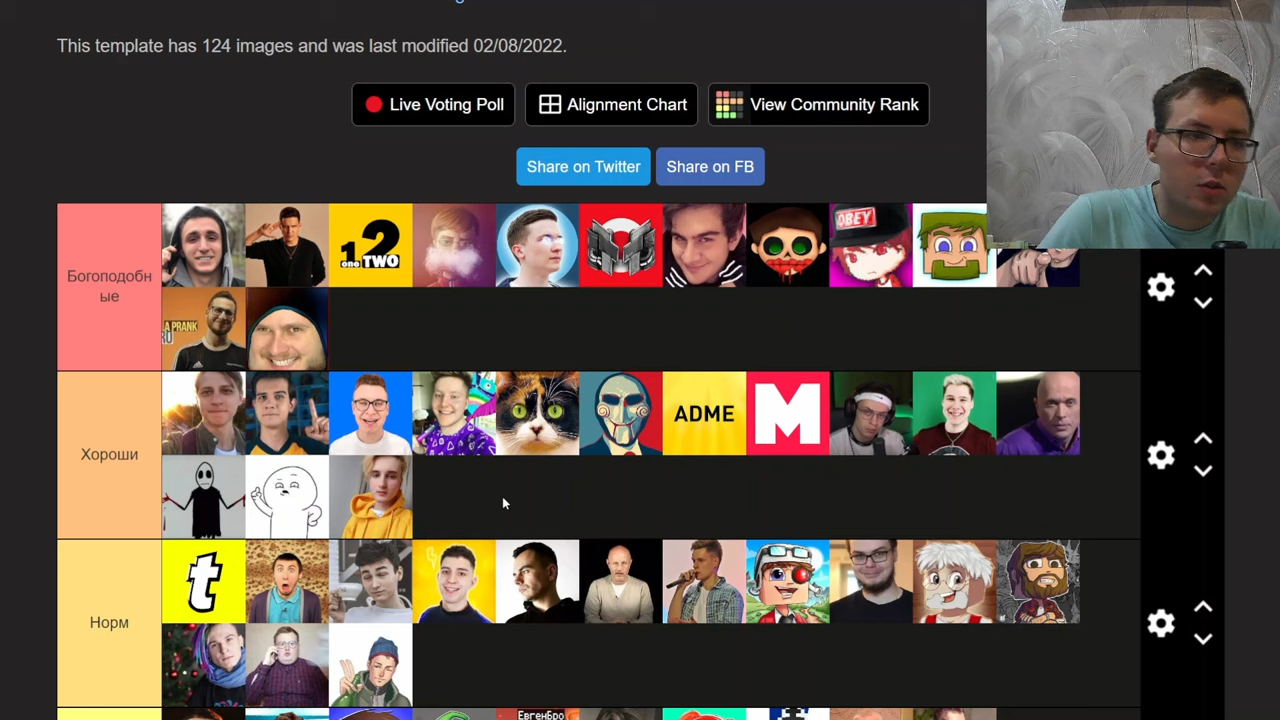 This template has 124 images and was last modified 02/08/2022.
Live Voting Poll
Alignment Chart
View Community Rank
Share on Twitter
Share on FB
Богоподобн
ые
1
one
2
TWO
OBEY
A PRANK
Хороши
ADME
M
Норм
t
ЕвгенБро